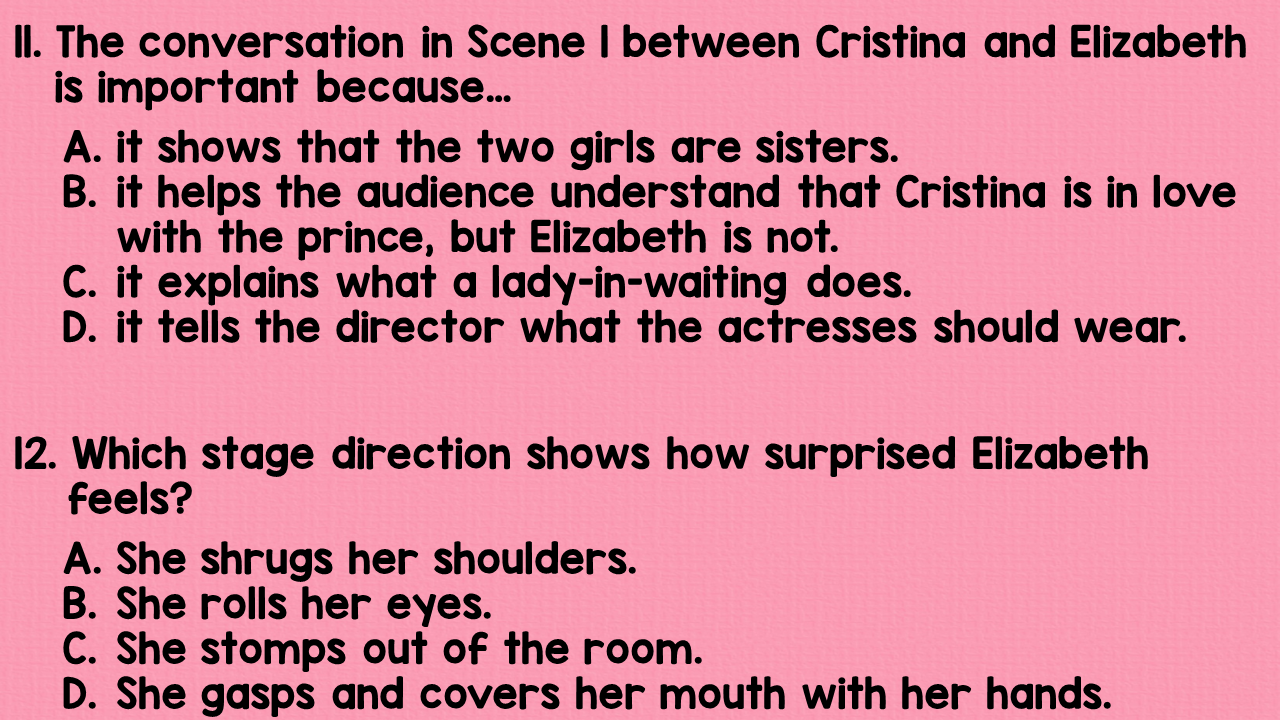 11. The conversation in Scene 1 between Cristina and Elizabeth
is important because...
A. it shows that the two girls are sisters.
B. it helps the audience understand that Cristina is in love
with the prince, but Elizabeth is not.
C. it explains what a lady-in-waiting does.
D. it tells the director what the actresses should wear.
12. Which stage direction shows how surprised Elizabeth
feels?
A. She shrugs her shoulders.
B. She rolls her eyes.
C. She stomps out of the room.
D. She gasps and covers her mouth with her hands.